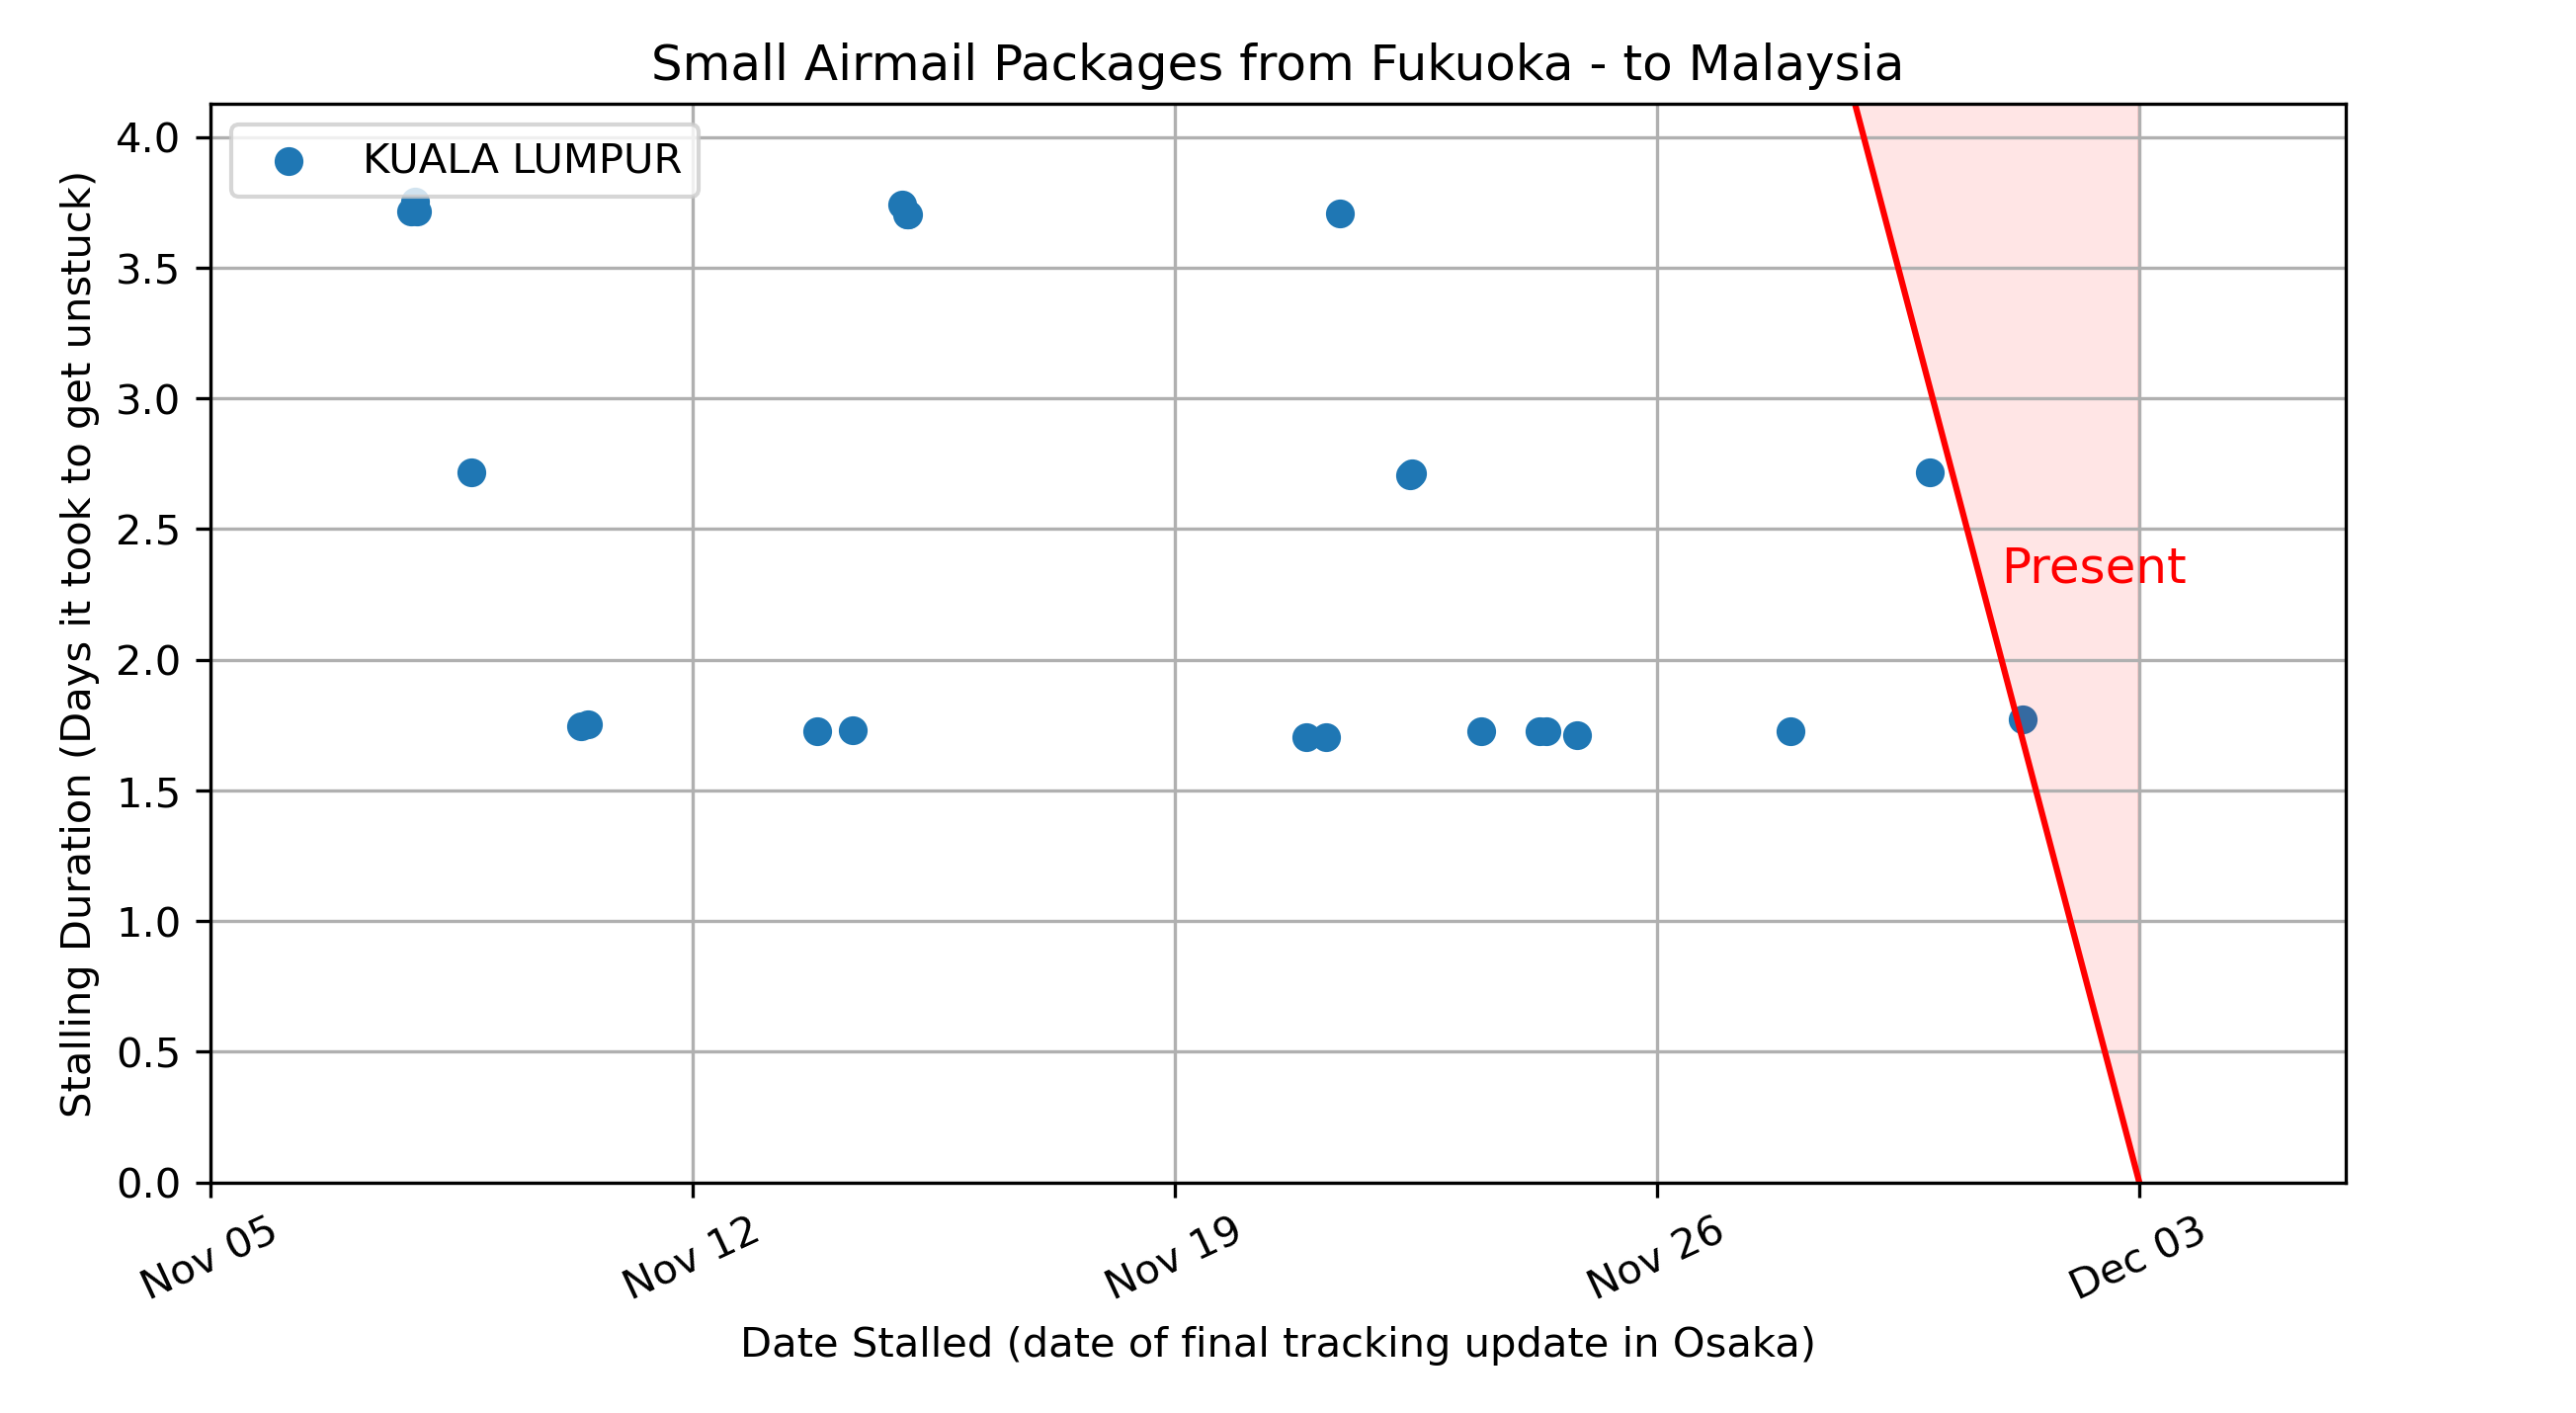 Small Airmail Packages from Fukuoka - to Malaysia
KUALA LUMPUR
Stalling Duration (Days it took to get unstuck)
4.0
3.5
3.0
2.5
2.0
1.5
1.0
0.5
0.0
Present
Nov 05
Nov 12
Nov 19
Nov 26
Dec 03
Date Stalled (date of final tracking update in Osaka)